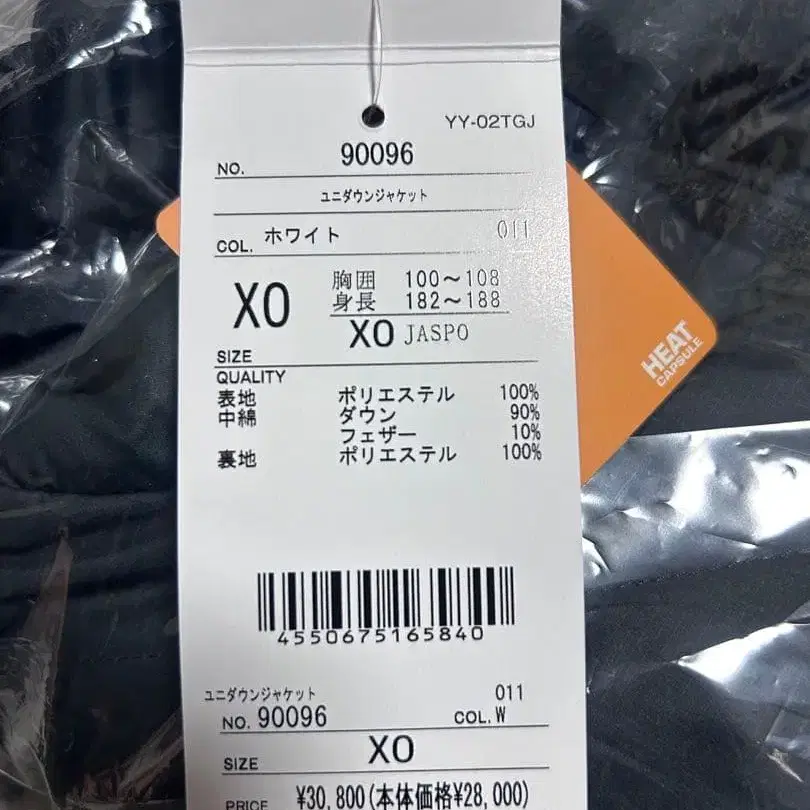 YY-02TGJ
NO. 90096
ユニダウンジャケット
COL. ホワイト 011
XO 胸囲 100～108
身長 182～188
SIZE XO JASPO
QUALITY
表地 ポリエステル 100%
中綿 ダウン 90%
フェザー 10%
裏地 ポリエステル 100%
HEAT
CAPSULE
4550675165840
ユニダウンジャケット 011
NO. 90096 COL. W
SIZE XO
PRICE ¥30,800(本体価格¥28,000)